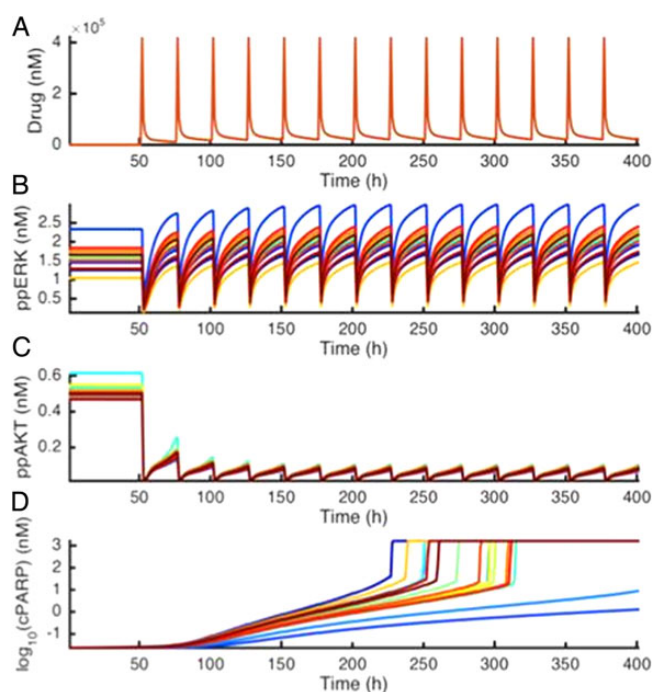 A
×10⁵
4
2
0
Drug (nM)
50 100 150 200 250 300 350 400
Time (h)
B
2.5
2
1.5
1
0.5
ppERK (nM)
50 100 150 200 250 300 350 400
Time (h)
C
0.6
0.4
0.2
ppAKT (nM)
50 100 150 200 250 300 350 400
Time (h)
D
3
2
1
0
-1
log₁₀(cPARP) (nM)
50 100 150 200 250 300 350 400
Time (h)